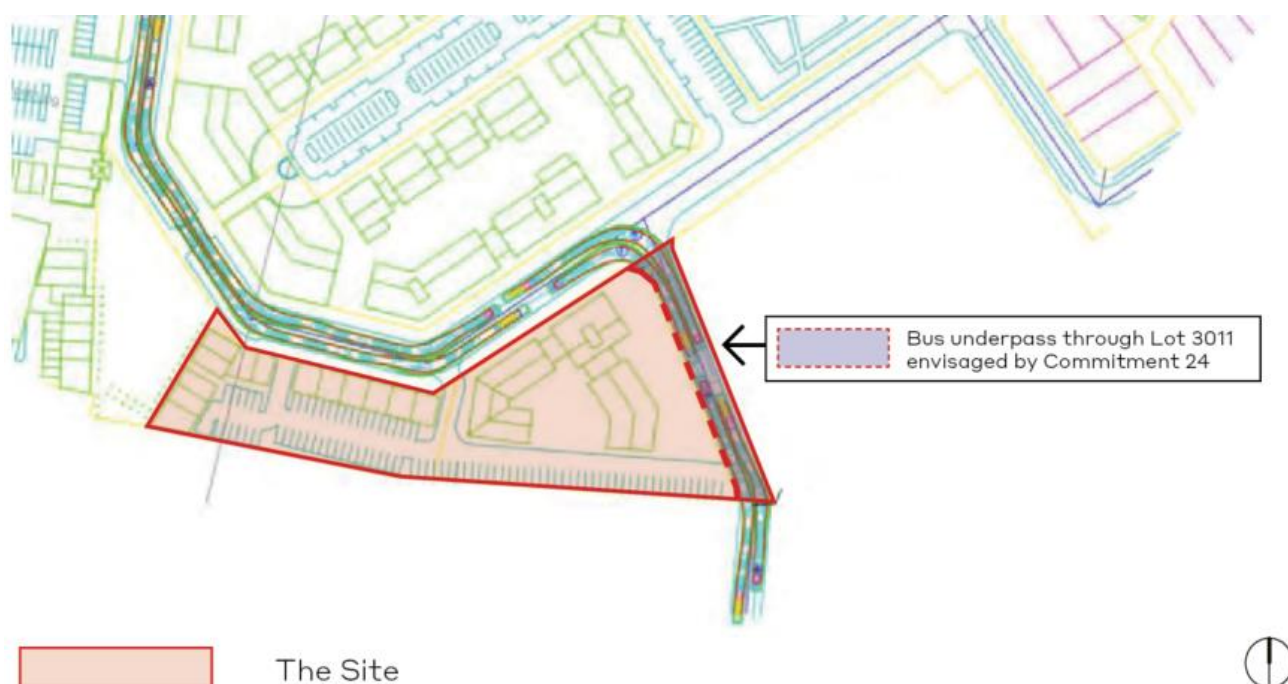 Bus underpass through Lot 3011
envisaged by Commitment 24
The Site